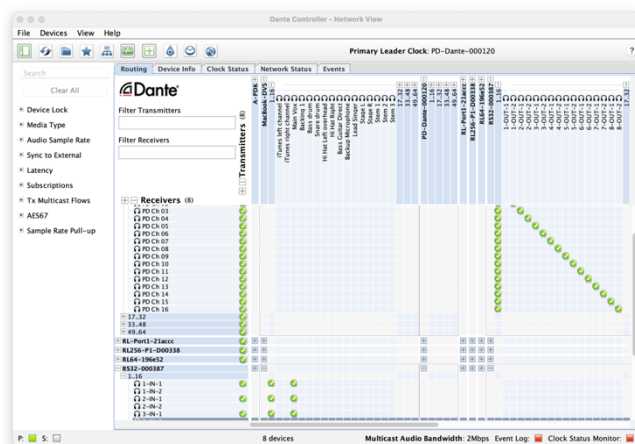 Dante Controller - Network View
File Devices View Help
Primary Leader Clock: PD-Dante-000120
?
Routing Device Info Clock Status Network Status Events
Search
Clear All
Device Lock
Media Type
Audio Sample Rate
Sync to External
Latency
Subscriptions
Tx Multicast Flows
AES67
Sample Rate Pull-up
Dante
Filter Transmitters
Filter Receivers
Transmitters (8)
A-PDK
MacBook-DV5
1..16
iTunes left channel
iTunes right channel
Main Vox
Backing 1
Bass drum
Snare drum
Hi Hat Left overhead
Hi Hat Right
Bass Guitar Direct
Backup Microphone
Lead Singer
Stage L
Stage R
Stem 1
Stem 2
Stem 3
17..32
33..48
49..64
PD-Dante-000120
1..16
17..32
33..48
49..64
RL-Port1-21accc
RL256-P1-D00338
RL64-196e52
RS32-000387
1..16
1-OUT-1
1-OUT-2
2-OUT-1
2-OUT-2
3-OUT-1
3-OUT-2
4-OUT-1
4-OUT-2
5-OUT-1
5-OUT-2
6-OUT-1
6-OUT-2
7-OUT-1
7-OUT-2
8-OUT-1
8-OUT-2
17..32
Receivers (8)
PD Ch 03
PD Ch 04
PD Ch 05
PD Ch 06
PD Ch 07
PD Ch 08
PD Ch 09
PD Ch 10
PD Ch 11
PD Ch 12
PD Ch 13
PD Ch 14
PD Ch 15
PD Ch 16
17..32
33..48
49..64
RL-Port1-21accc
RL256-P1-D00338
RL64-196e52
RS32-000387
1..16
1-IN-1
1-IN-2
2-IN-1
2-IN-2
3-IN-1
P: S: 8 devices Multicast Audio Bandwidth: 2Mbps Event Log: Clock Status Monitor: